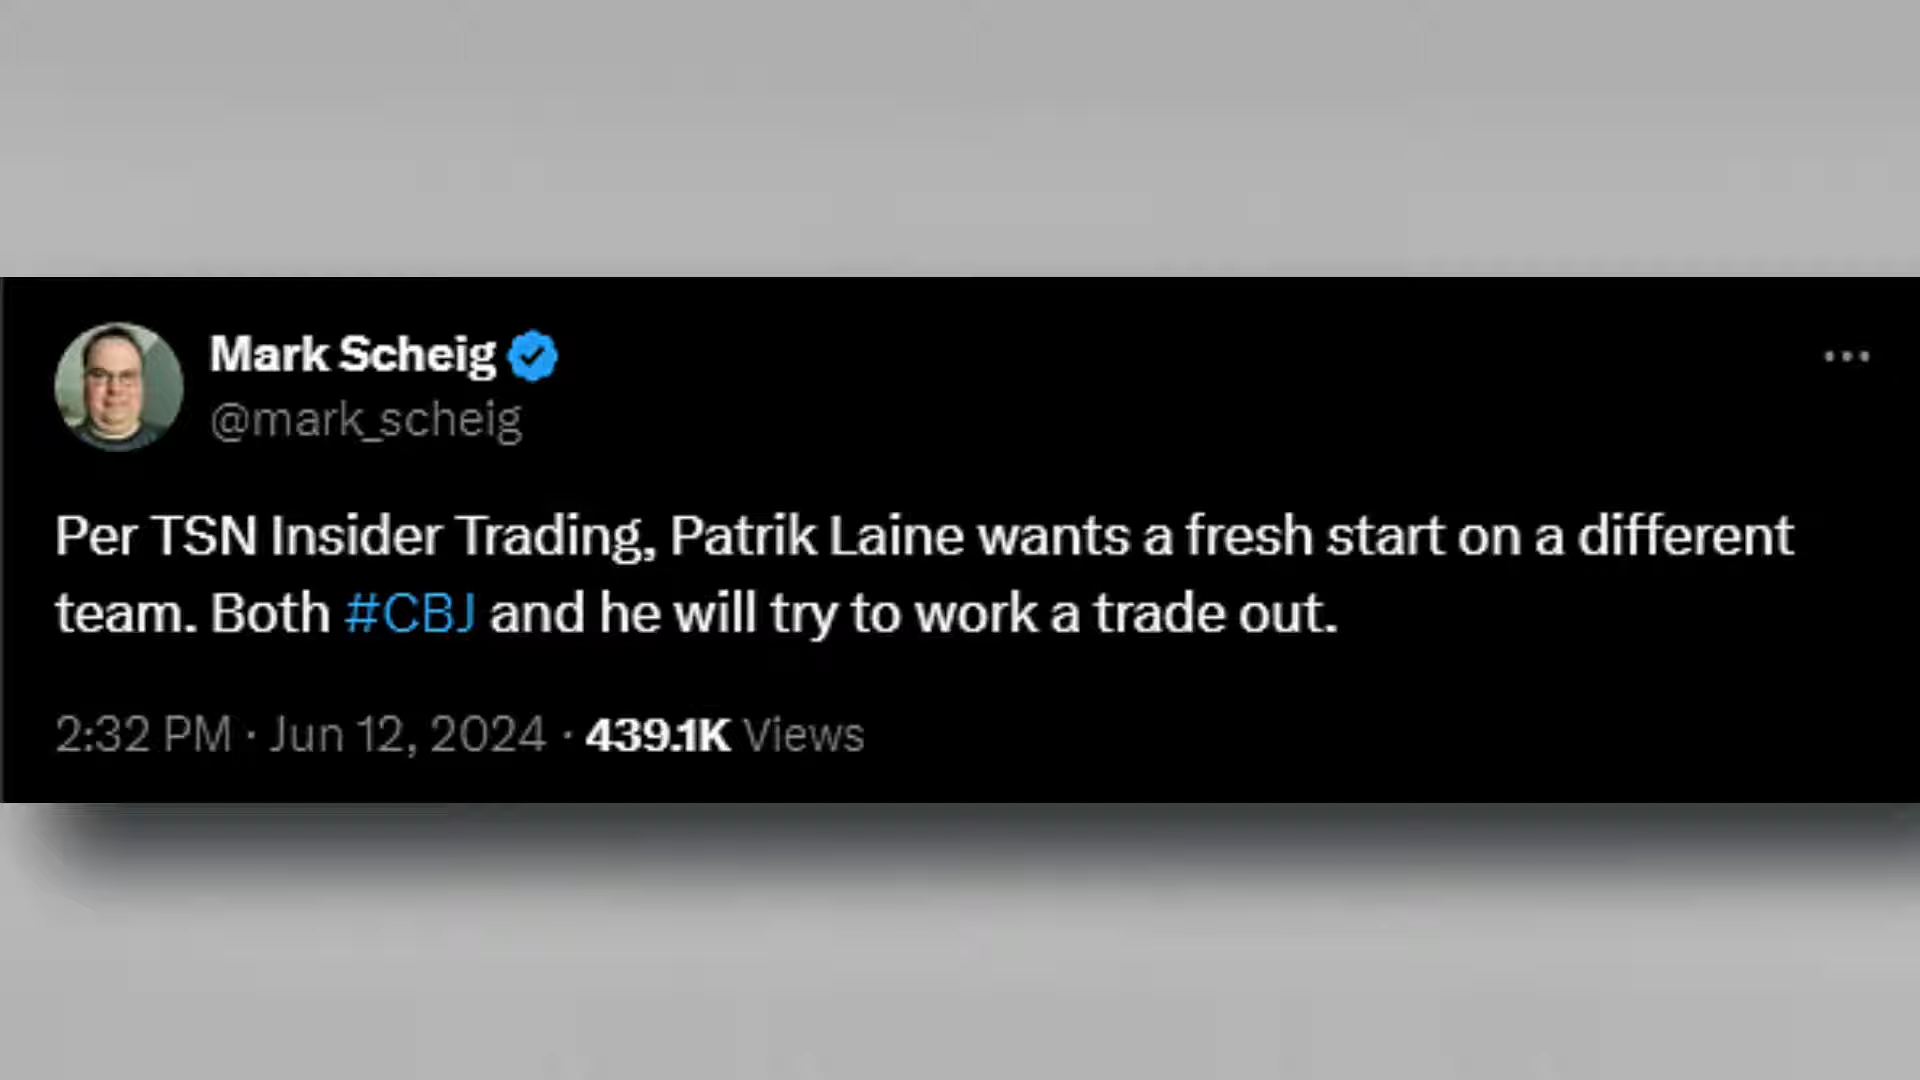 Mark Scheig
@mark_scheig
Per TSN Insider Trading, Patrik Laine wants a fresh start on a different
team. Both #CBJ and he will try to work a trade out.
2:32 PM · Jun 12, 2024 · 439.1K Views